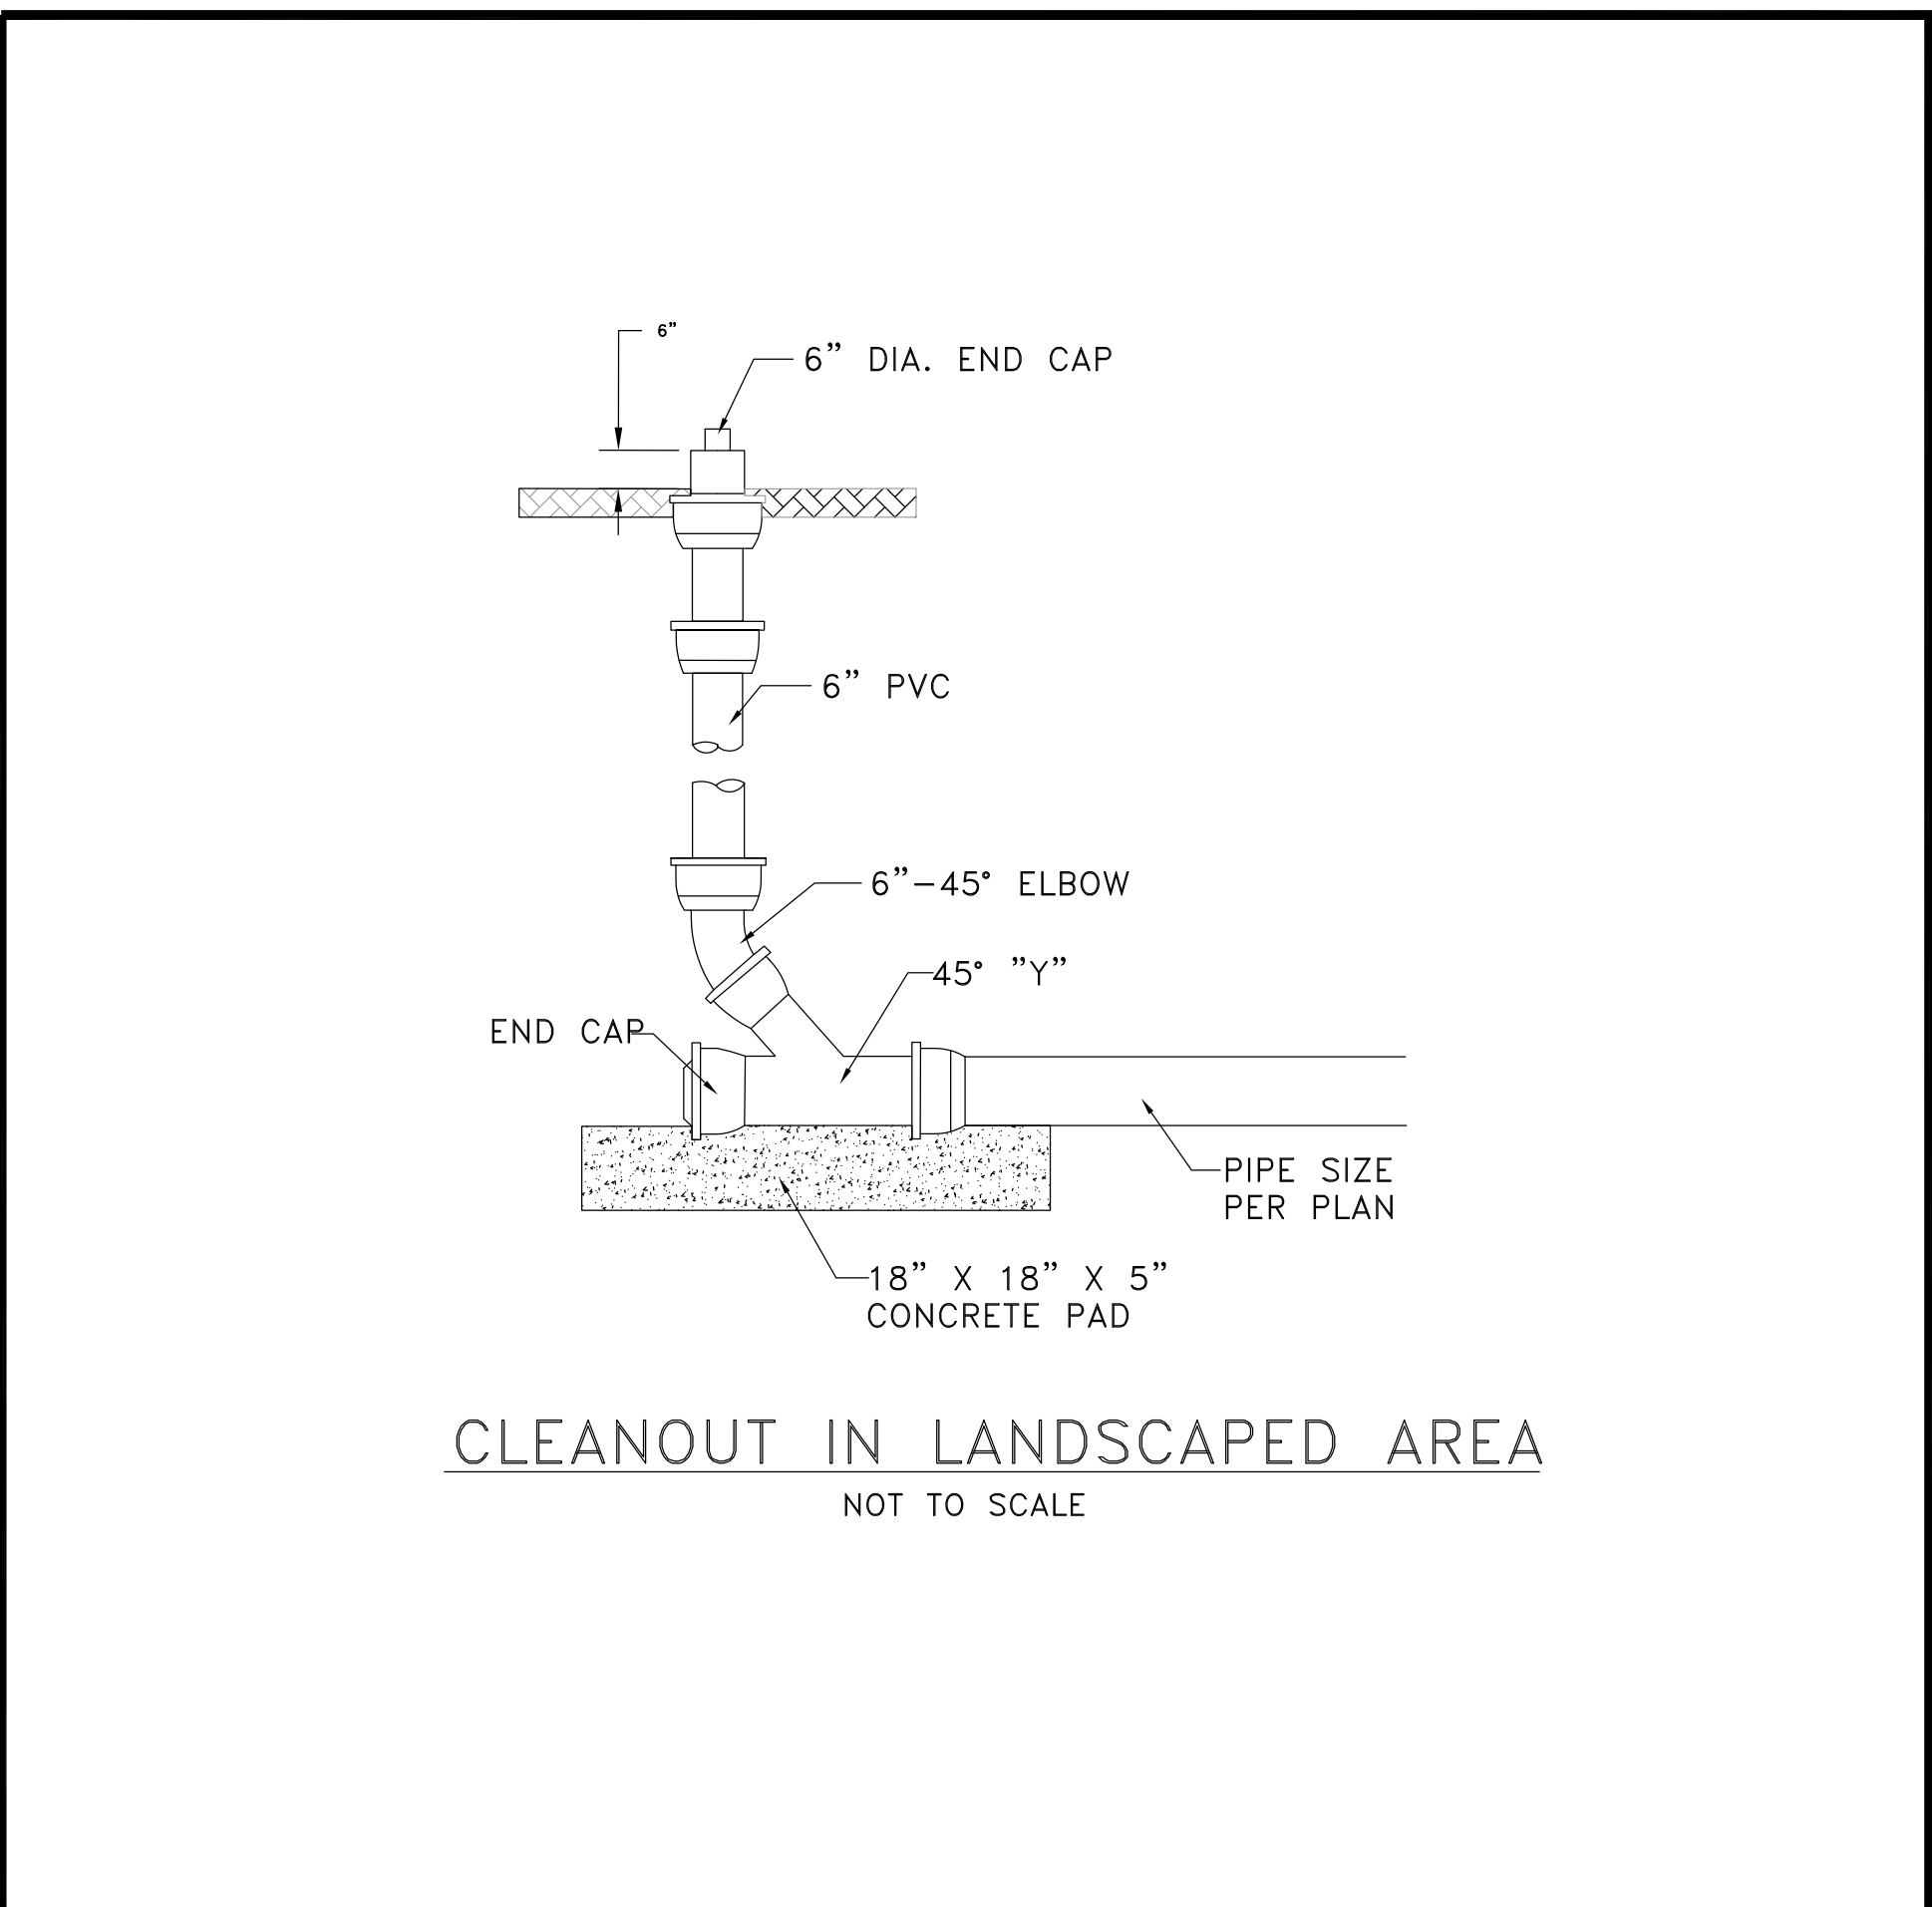 6”
6” DIA. END CAP
6” PVC
6”-45° ELBOW
45° ”Y”
END CAP
PIPE SIZE
PER PLAN
18” X 18” X 5”
CONCRETE PAD
CLEANOUT IN LANDSCAPED AREA
NOT TO SCALE